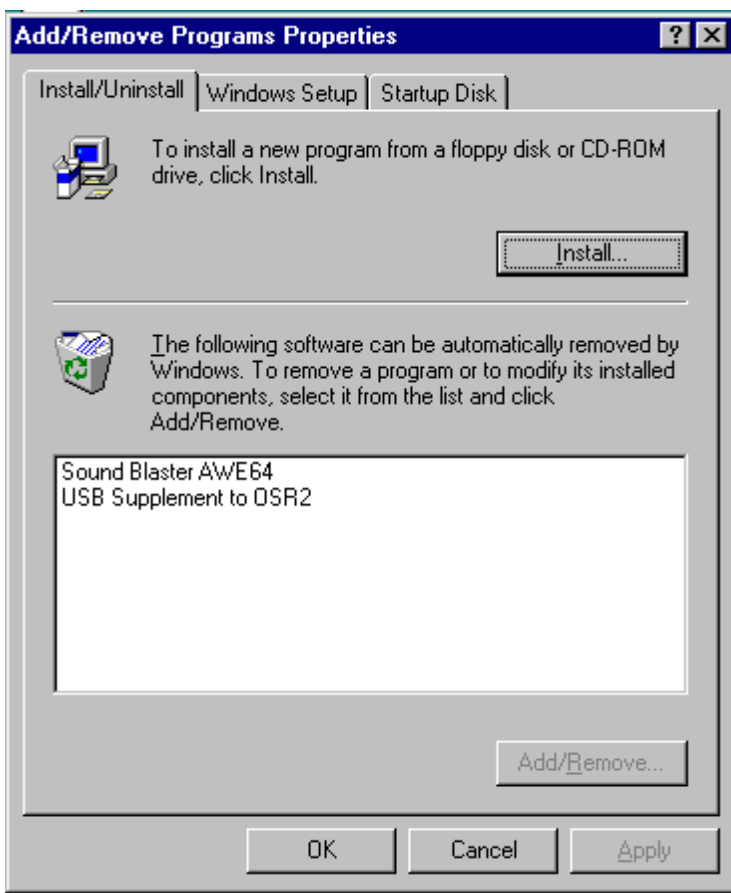 Add/Remove Programs Properties
Install/Uninstall Windows Setup Startup Disk
To install a new program from a floppy disk or CD-ROM
drive, click Install.
Install...
The following software can be automatically removed by
Windows. To remove a program or to modify its installed
components, select it from the list and click
Add/Remove.
Sound Blaster AWE64
USB Supplement to OSR2
Add/Remove...
OK Cancel Apply